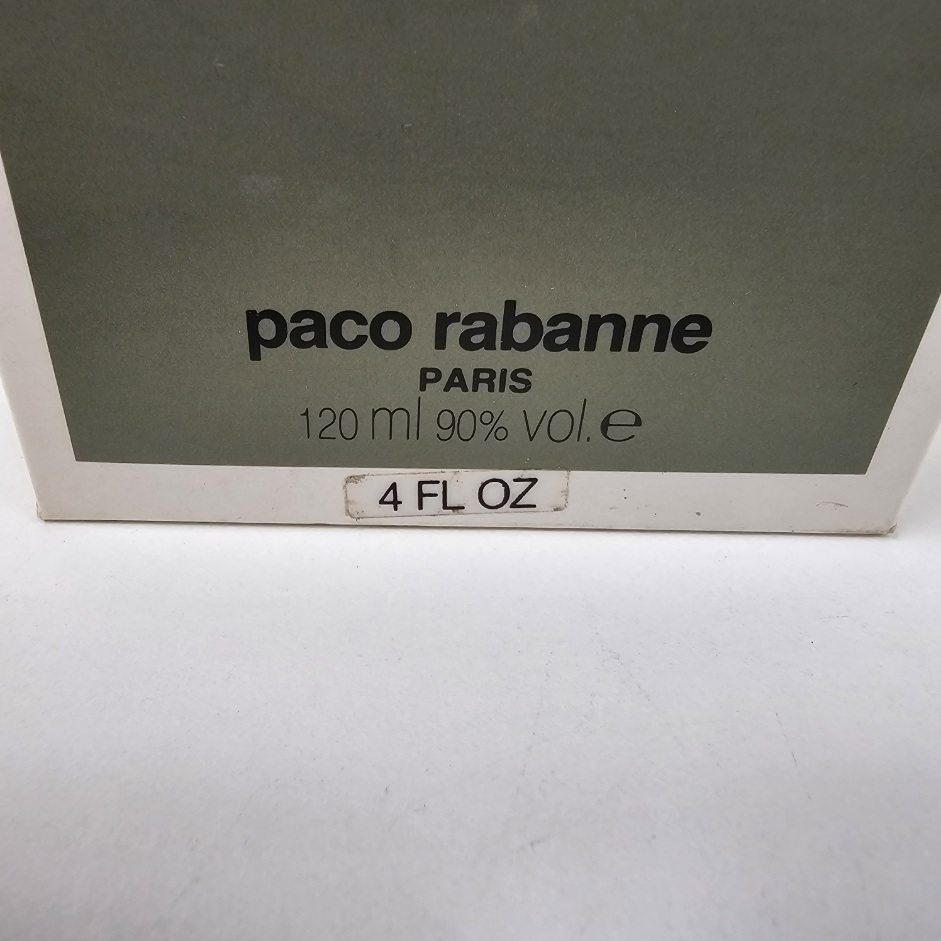 paco rabanne
PARIS
120 ml 90% vol. e
4 FL OZ